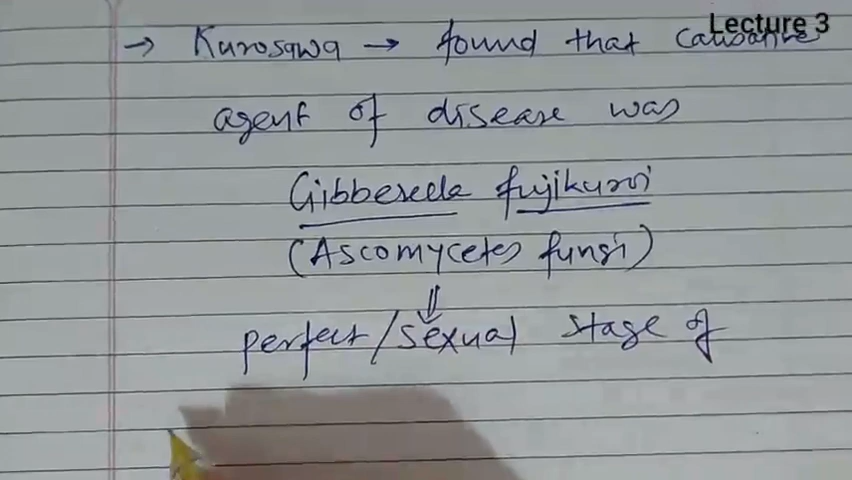 Lecture 3
→ Kurosawa → found that causative
agent of disease was
Gibberella fujikuroi
(Ascomycetes fungi)
⇓
perfect/sexual stage of